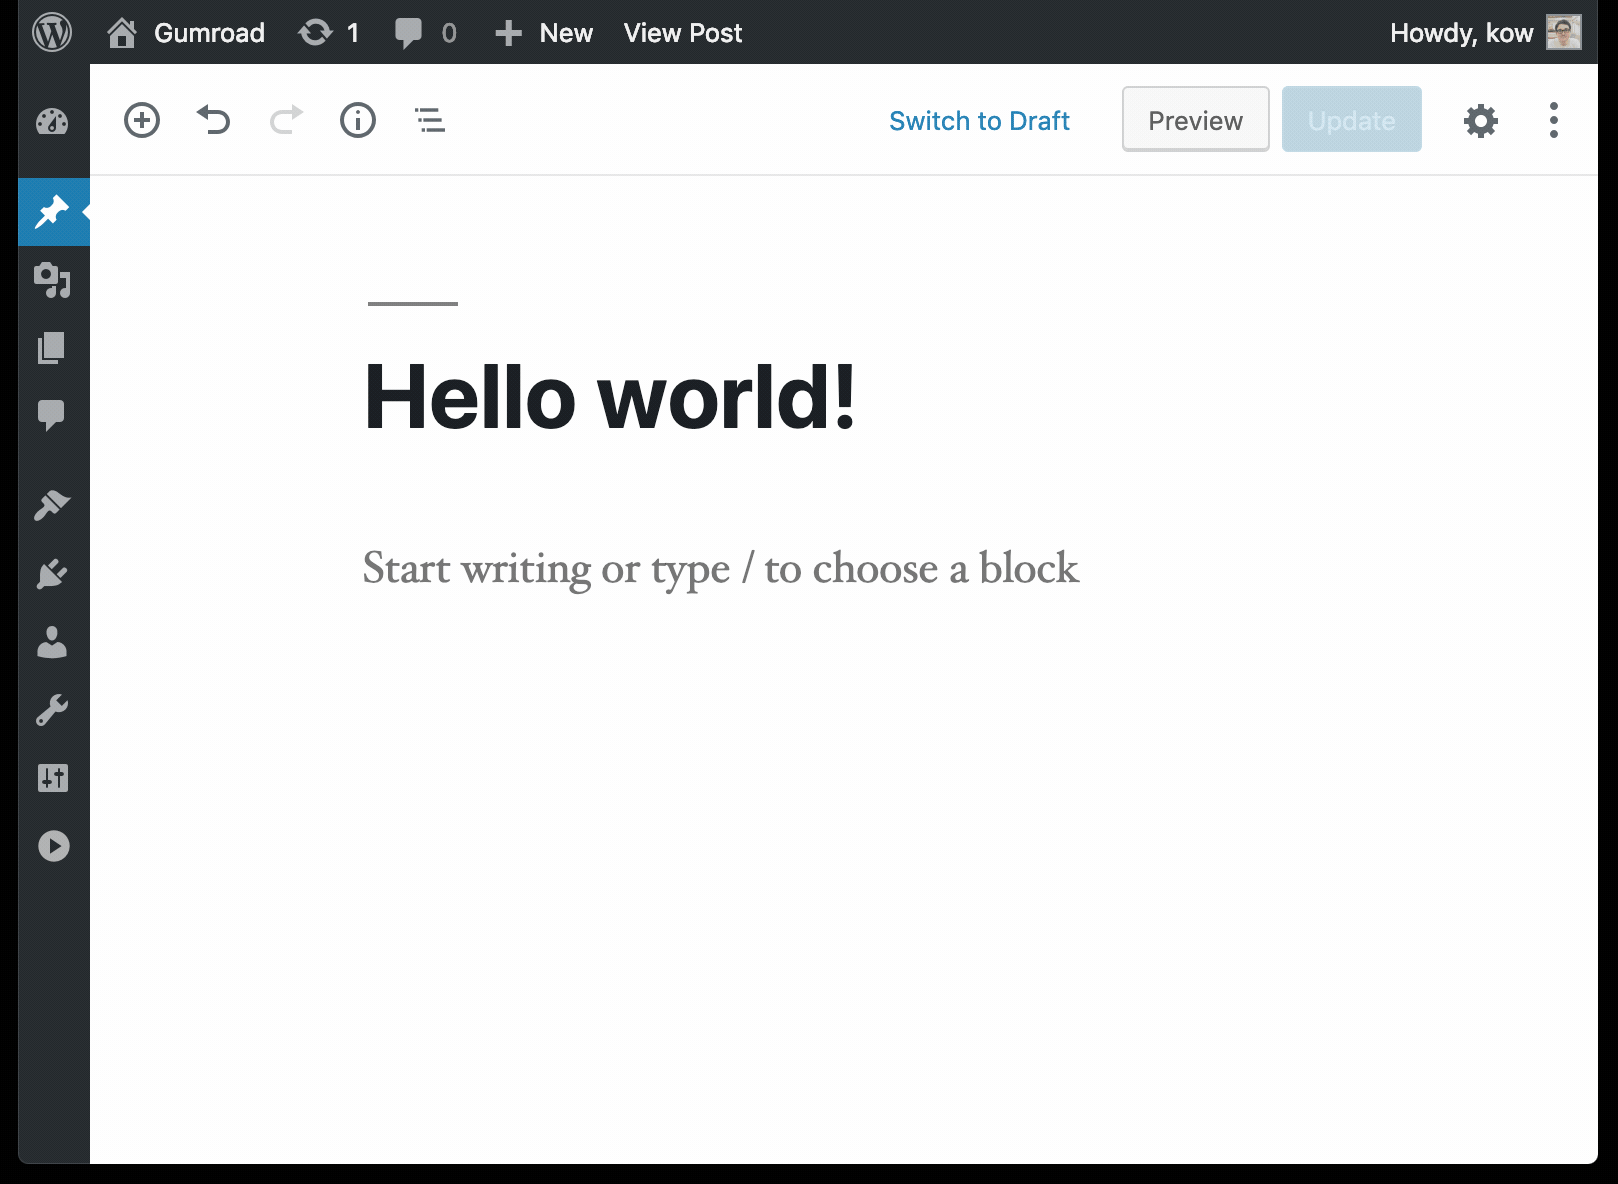 Gumroad 1 0 New View Post Howdy, kow
Switch to Draft Preview Update
Hello world!
Start writing or type / to choose a block